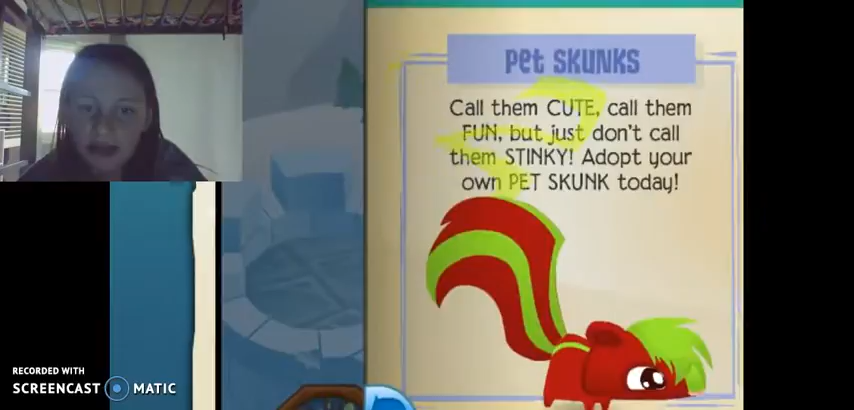 Pet SKUNKS
Call them CUTE, call them
FUN, but just don't call
them STINKY! Adopt your
own PET SKUNK today!
RECORDED WITH
SCREENCAST MATIC